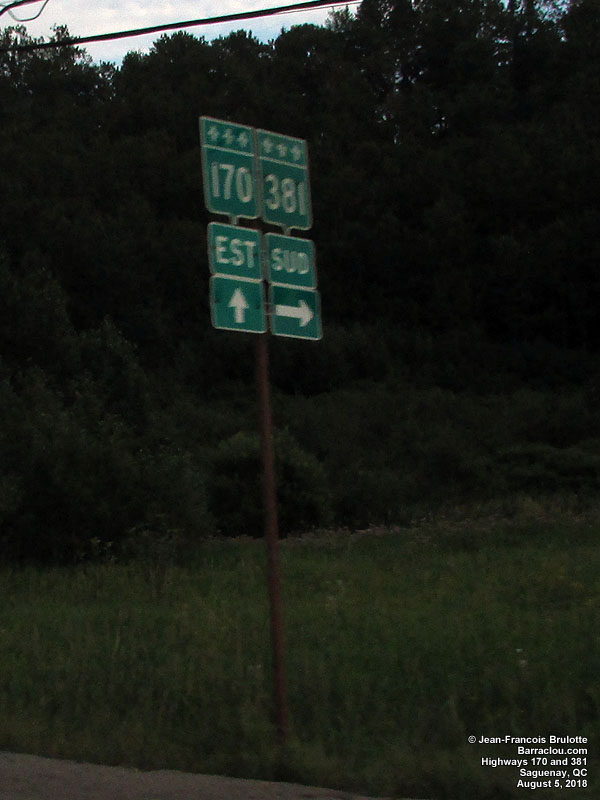 170
381
EST
SUD
© Jean-Francois Brulotte
Barraclou.com
Highways 170 and 381
Saguenay, QC
August 5, 2018